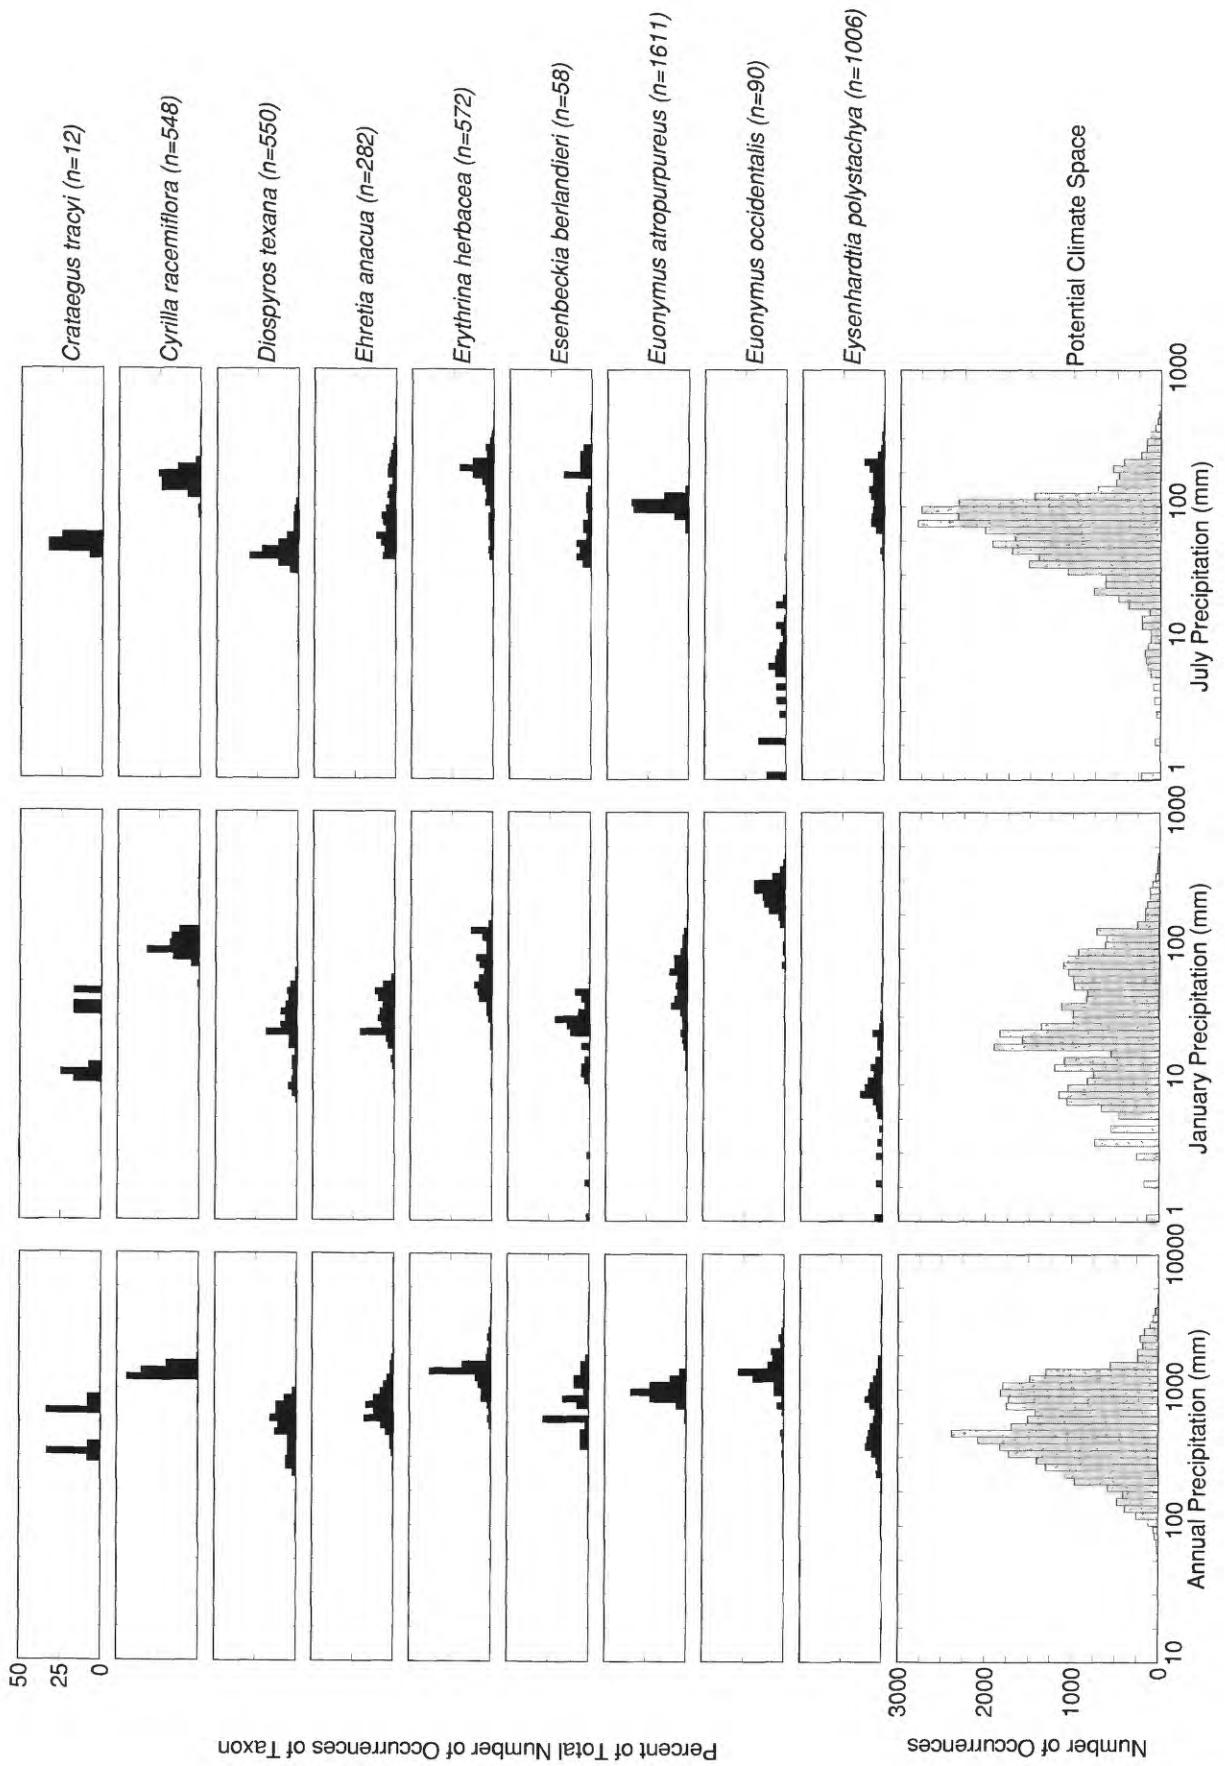 Percent of Total Number of Occurrences of Taxon
50
25
0
Crataegus tracyi (n=12)
Cyrilla racemiflora (n=548)
Diospyros texana (n=550)
Ehretia anacua (n=282)
Erythrina herbacea (n=572)
Esenbeckia berlandieri (n=58)
Euonymus atropurpureus (n=1611)
Euonymus occidentalis (n=90)
Eysenhardtia polystachya (n=1006)
Number of Occurrences
3000
2000
1000
0
Potential Climate Space
10 100 1000 10000
Annual Precipitation (mm)
1 10 100 1000
January Precipitation (mm)
1 10 100 1000
July Precipitation (mm)